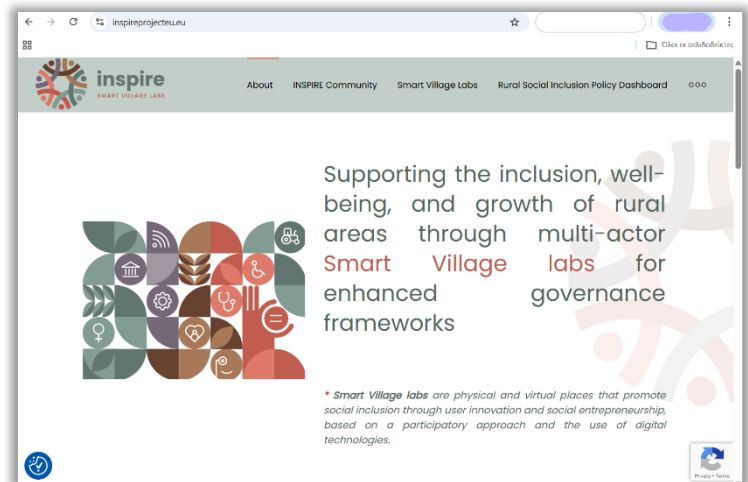 inspireprojecteu.eu
Όλοι οι σελιδοδείκτες
inspire
SMART VILLAGE LABS
About INSPIRE Community Smart Village Labs Rural Social Inclusion Policy Dashboard
Supporting the inclusion, well-
being, and growth of rural
areas through multi-actor
Smart Village labs for
enhanced governance
frameworks
* Smart Village labs are physical and virtual places that promote
social inclusion through user innovation and social entrepreneurship,
based on a participatory approach and the use of digital
technologies.
Privacy - Terms